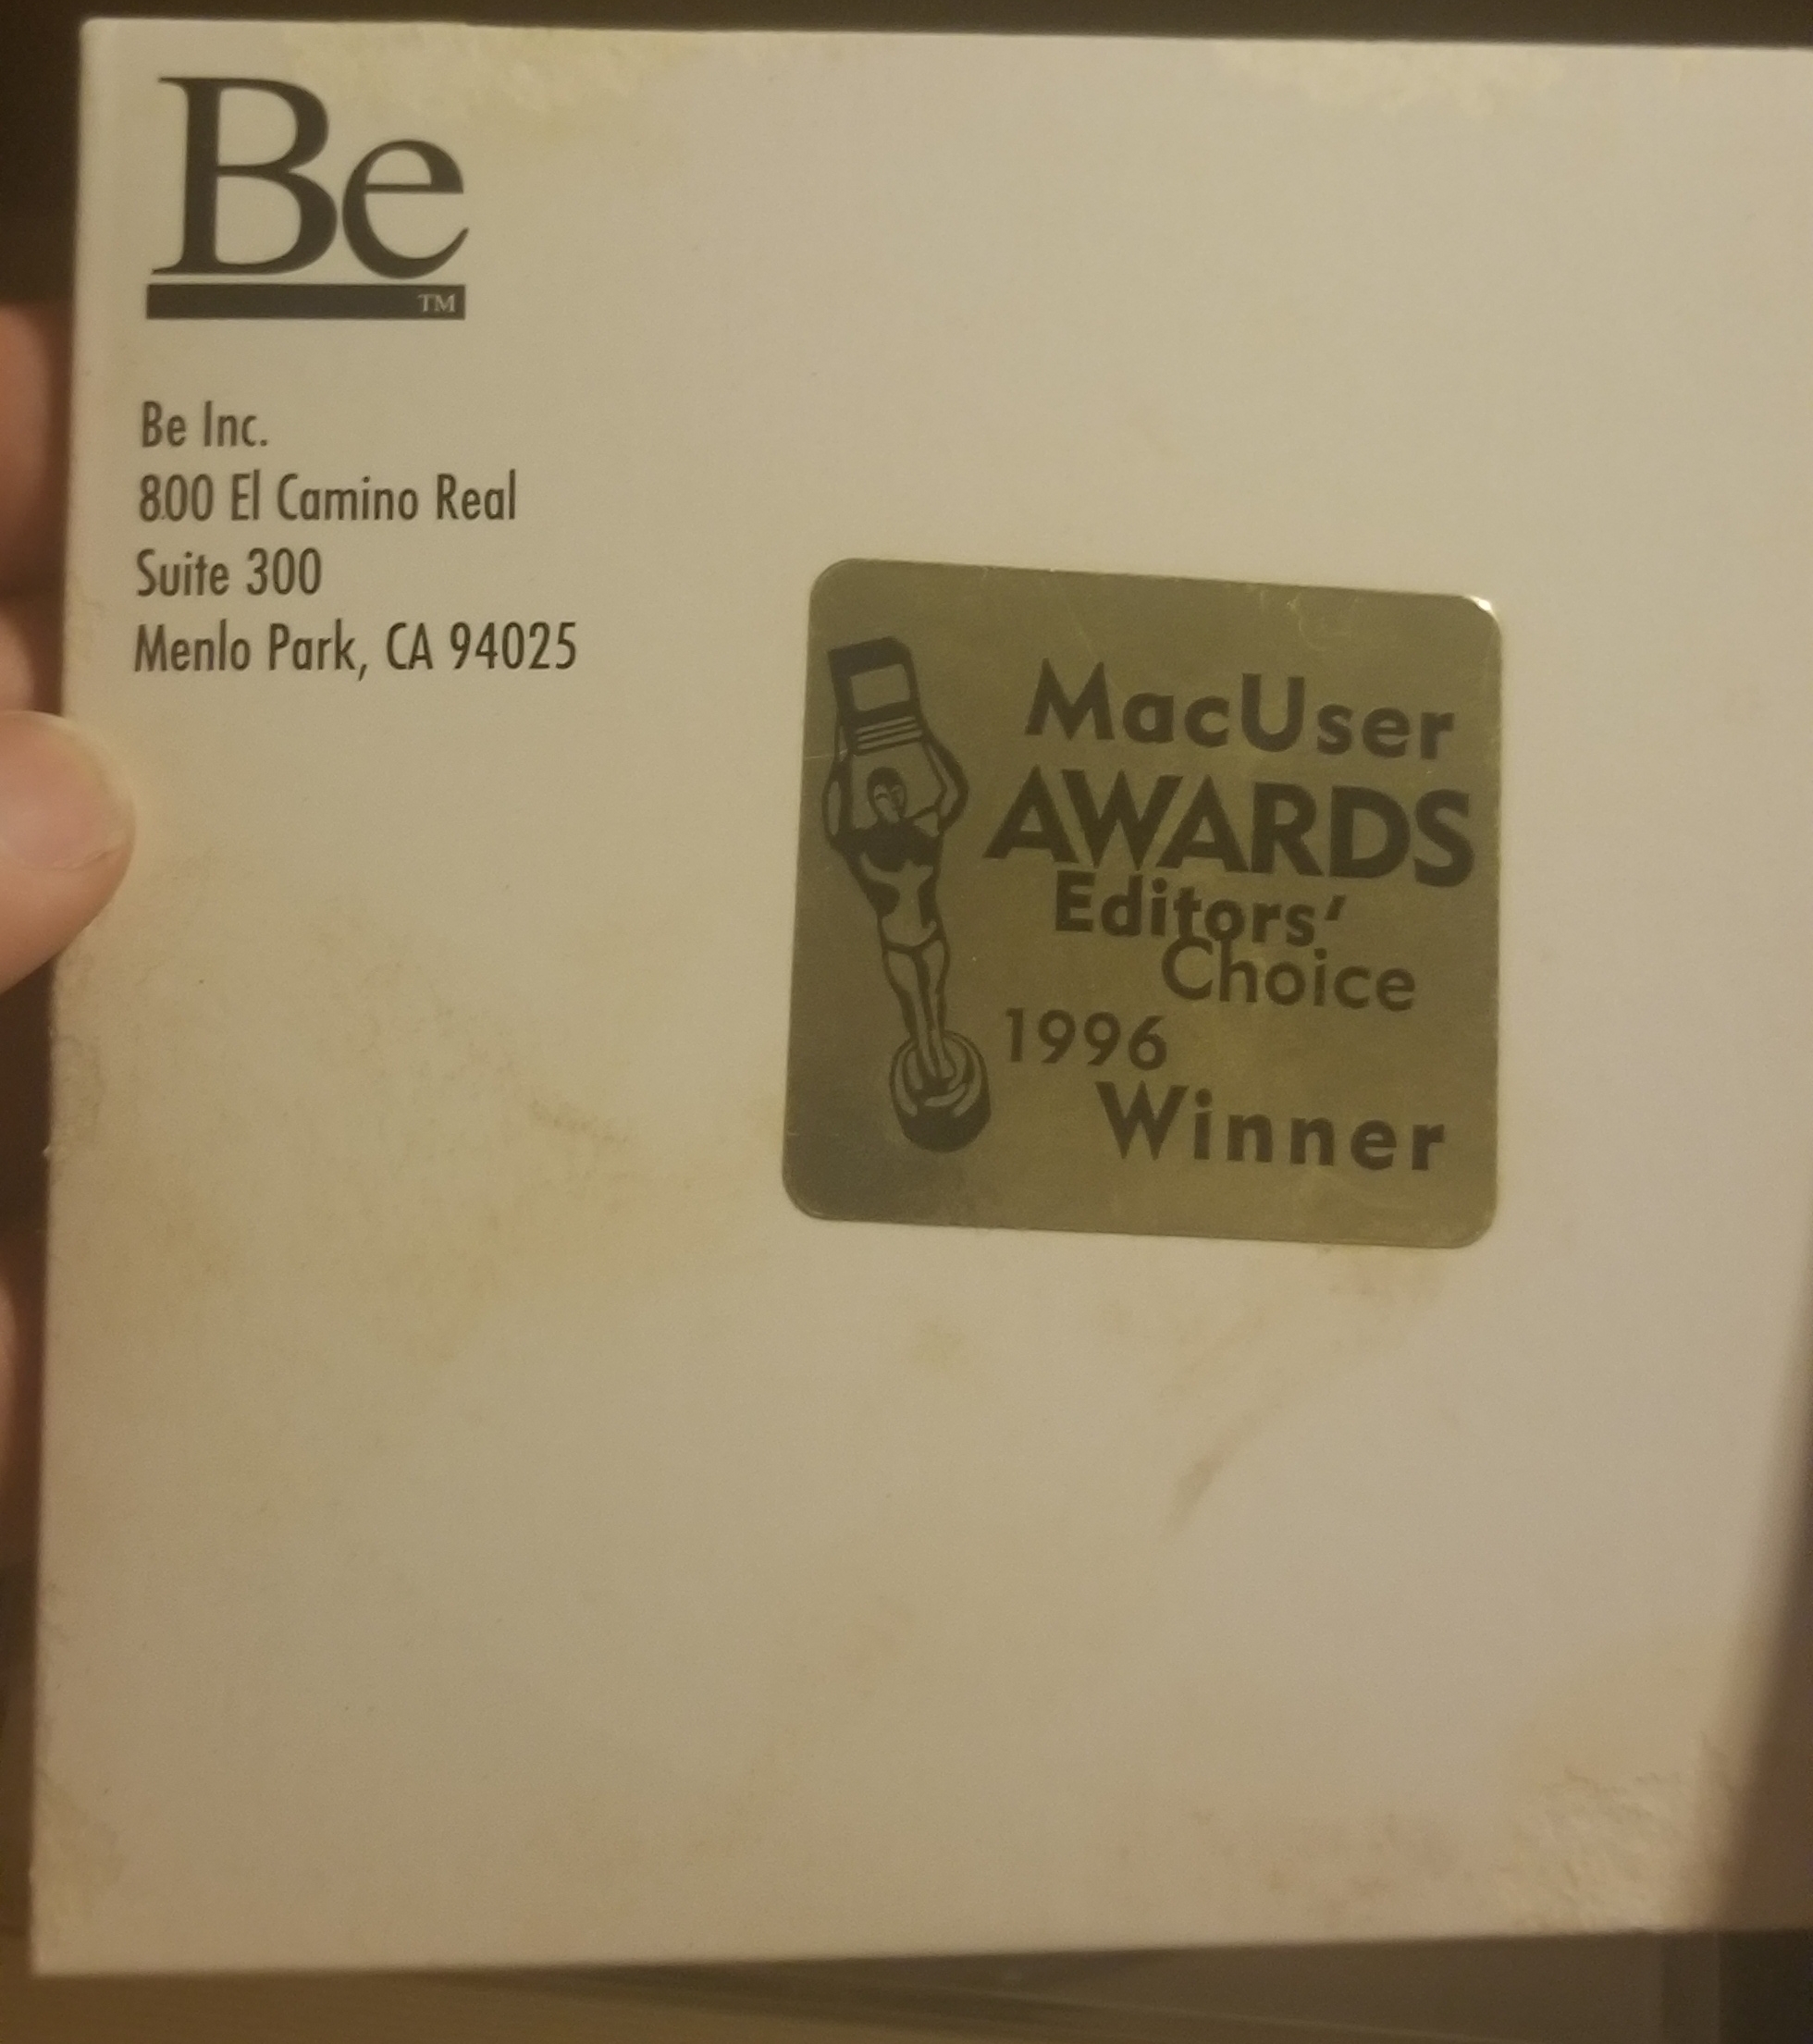 Be
TM
Be Inc.
800 El Camino Real
Suite 300
Menlo Park, CA 94025
MacUser
AWARDS
Editors'
Choice
1996
Winner